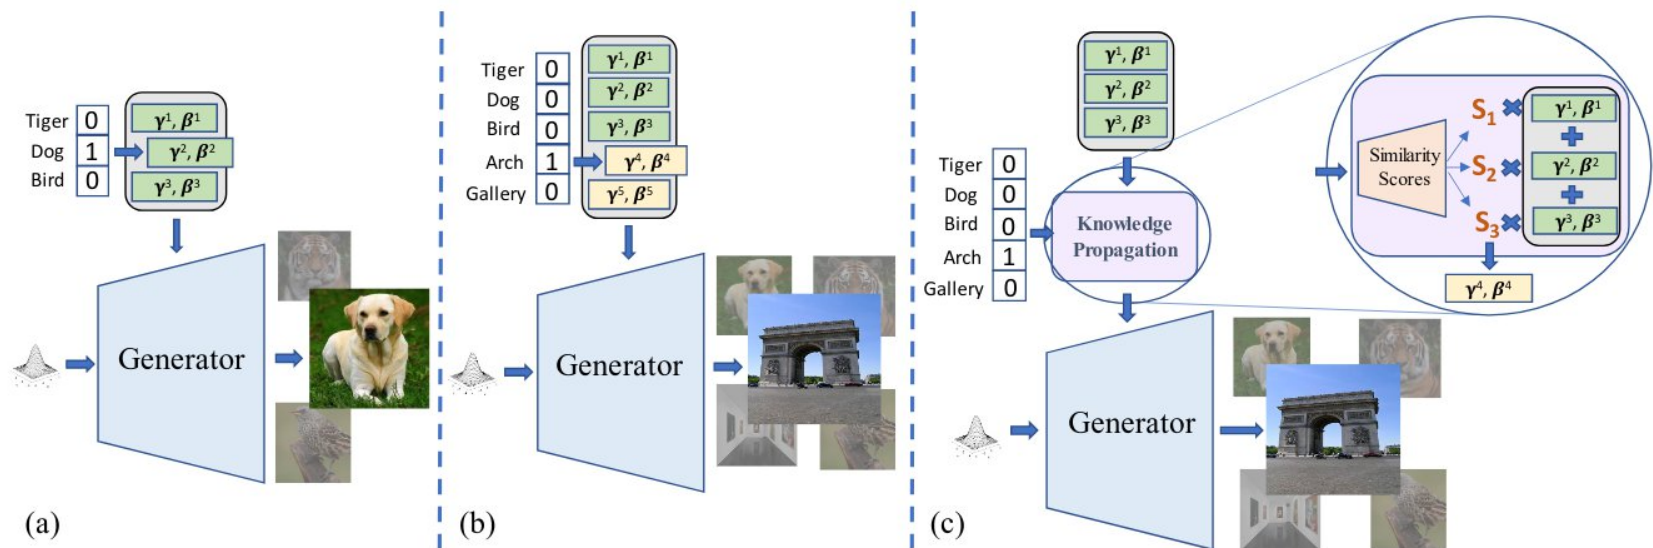 Tiger 0
Dog 1
Bird 0
γ¹, β¹
γ², β²
γ³, β³
Generator
(a)
Tiger 0
Dog 0
Bird 0
Arch 1
Gallery 0
γ¹, β¹
γ², β²
γ³, β³
γ⁴, β⁴
γ⁵, β⁵
Generator
(b)
γ¹, β¹
γ², β²
γ³, β³
Tiger 0
Dog 0
Bird 0
Arch 1
Gallery 0
Knowledge
Propagation
Similarity
Scores
S₁ γ¹, β¹
S₂ γ², β²
S₃ γ³, β³
γ⁴, β⁴
Generator
(c)